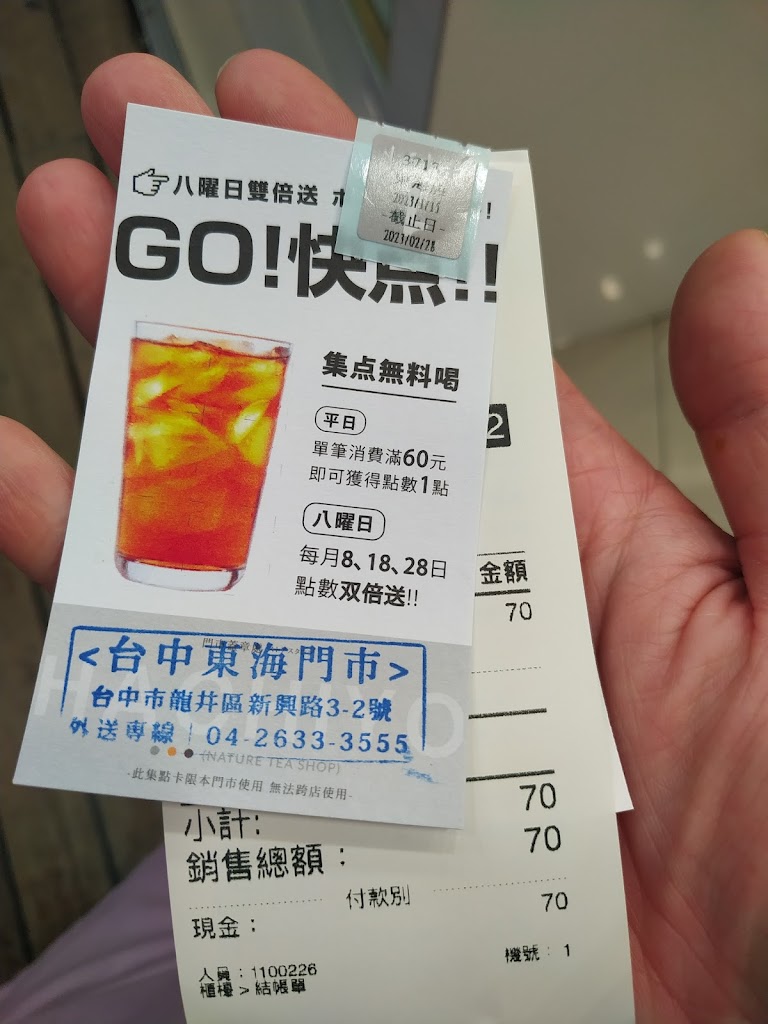 八曜日雙倍送
!
GO!快点!!
3713
2023/1/15
-截止日-
2023/02/28
集点無料喝
平日
單筆消費滿60元
即可獲得點數1點
八曜日
每月8、18、28日
點數双倍送!!
<台中東海門市>
台中市龍井區新興路3-2號
外送專線：04-2633-3555
(NATURE TEA SHOP)
-此集點卡限本門市使用 無法跨店使用-
2
金額
70
70
小計:
70
銷售總額：
付款別
現金：
70
人員：1100226
機號：1
櫃檯 > 結帳單